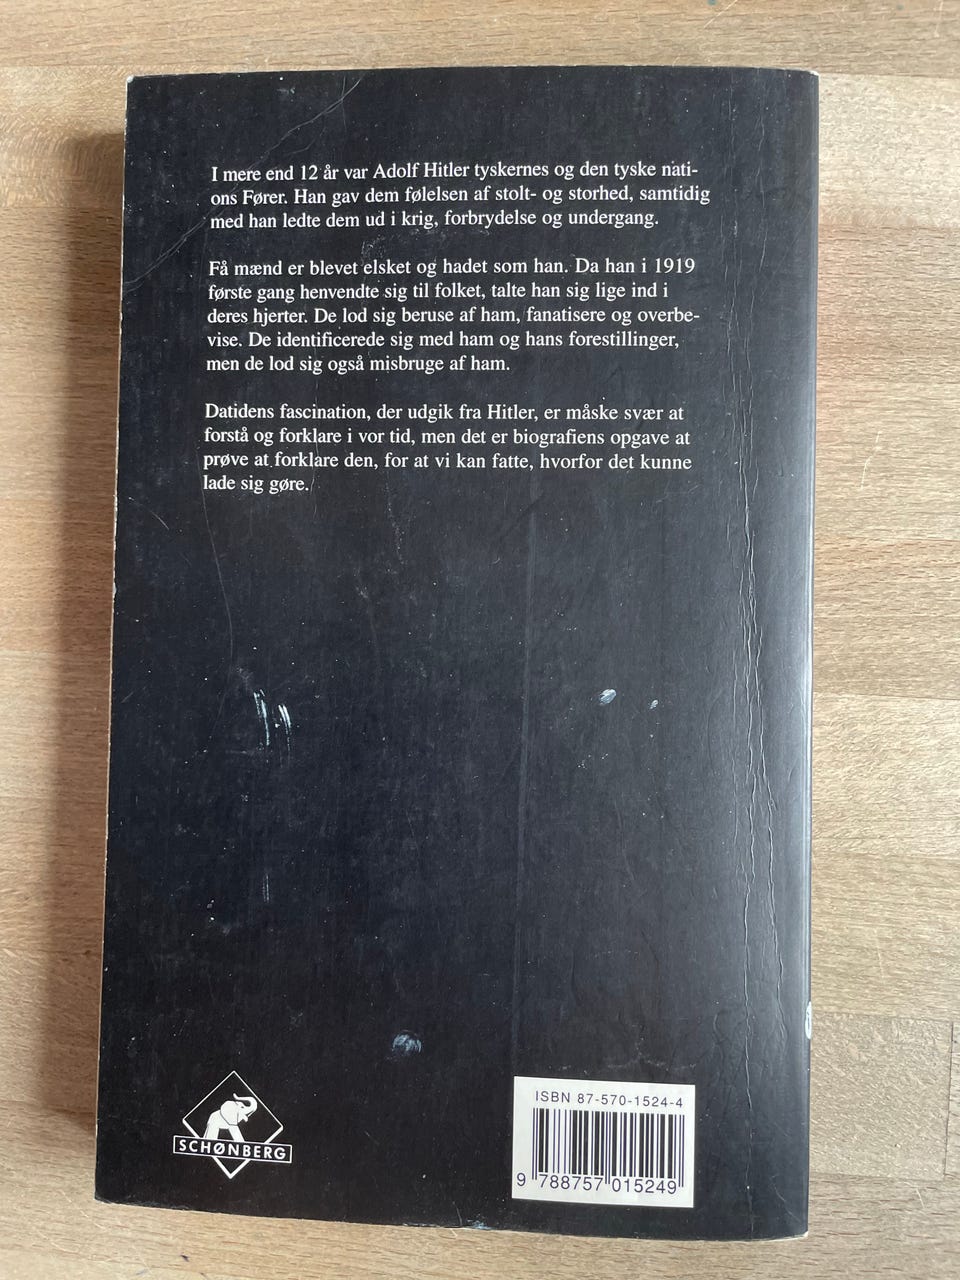 I mere end 12 år var Adolf Hitler tyskernes og den tyske nati-
ons Fører. Han gav dem følelsen af stolt- og storhed, samtidig
med han ledte dem ud i krig, forbrydelse og undergang.
Få mænd er blevet elsket og hadet som han. Da han i 1919
første gang henvendte sig til folket, talte han sig lige ind i
deres hjerter. De lod sig beruse af ham, fanatisere og overbe-
vise. De identificerede sig med ham og hans forestillinger,
men de lod sig også misbruge af ham.
Datidens fascination, der udgik fra Hitler, er måske svær at
forstå og forklare i vor tid, men det er biografiens opgave at
prøve at forklare den, for at vi kan fatte, hvorfor det kunne
lade sig gøre.
SCHØNBERG
ISBN 87-570-1524-4
9 788757 015249